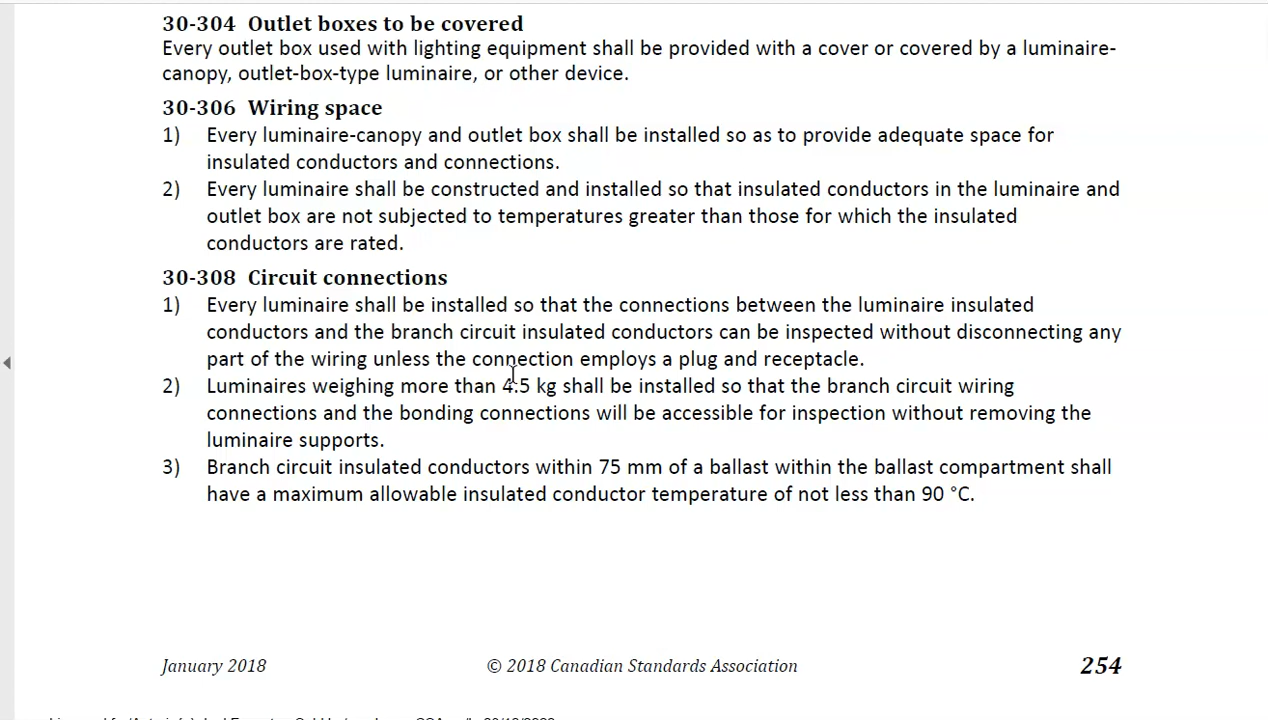 30-304 Outlet boxes to be covered
Every outlet box used with lighting equipment shall be provided with a cover or covered by a luminaire-
canopy, outlet-box-type luminaire, or other device.
30-306 Wiring space
1) Every luminaire-canopy and outlet box shall be installed so as to provide adequate space for
insulated conductors and connections.
2) Every luminaire shall be constructed and installed so that insulated conductors in the luminaire and
outlet box are not subjected to temperatures greater than those for which the insulated
conductors are rated.
30-308 Circuit connections
1) Every luminaire shall be installed so that the connections between the luminaire insulated
conductors and the branch circuit insulated conductors can be inspected without disconnecting any
part of the wiring unless the connection employs a plug and receptacle.
2) Luminaires weighing more than 4.5 kg shall be installed so that the branch circuit wiring
connections and the bonding connections will be accessible for inspection without removing the
luminaire supports.
3) Branch circuit insulated conductors within 75 mm of a ballast within the ballast compartment shall
have a maximum allowable insulated conductor temperature of not less than 90 °C.
January 2018 © 2018 Canadian Standards Association 254